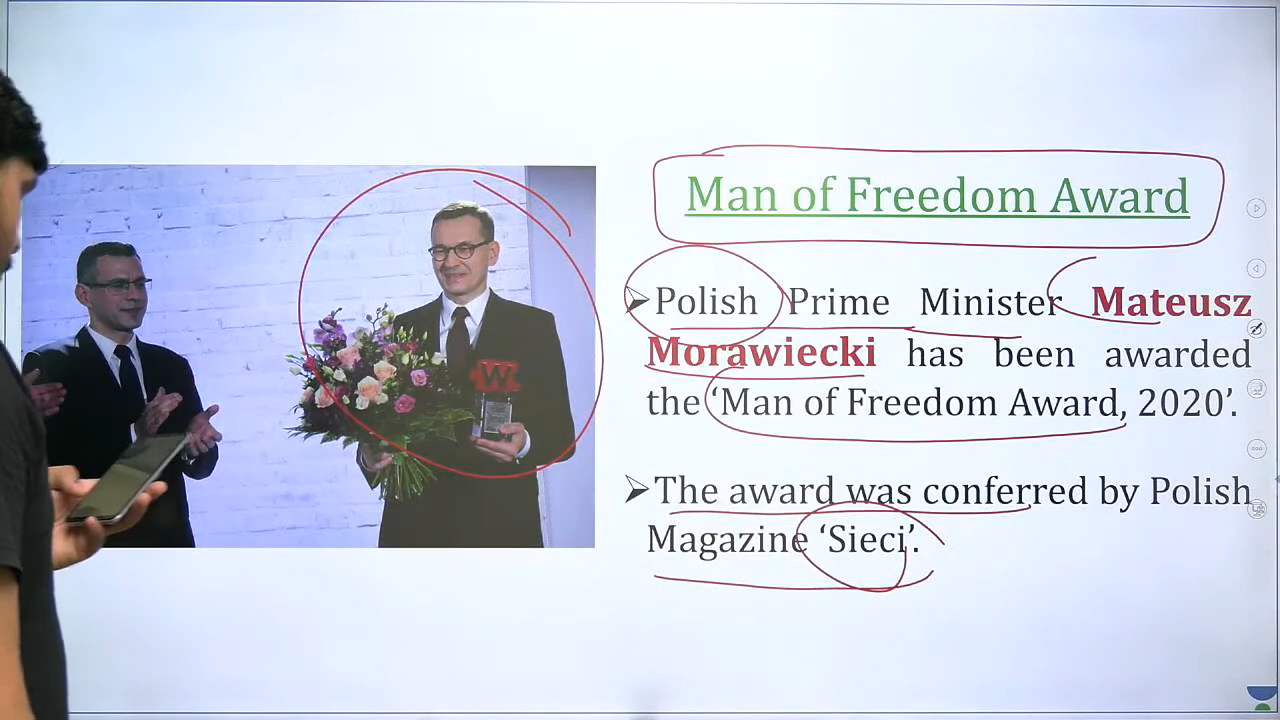 Man of Freedom Award
➢Polish Prime Minister Mateusz
Morawiecki has been awarded
the ‘Man of Freedom Award, 2020’.
➢The award was conferred by Polish
Magazine ‘Sieci’.
W